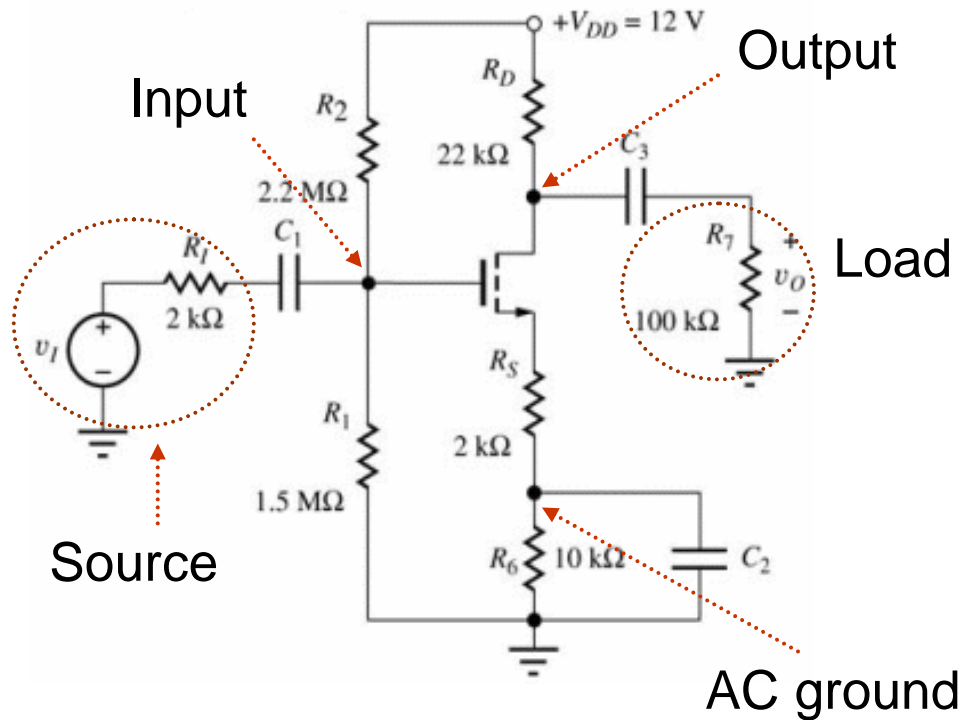 +V_DD = 12 V
Output
R_D
Input
R_2
22 kΩ
C_3
2.2 MΩ
R_I
C_1
R_7
+
v_O
−
Load
2 kΩ
100 kΩ
+
v_I
−
R_S
R_1
2 kΩ
1.5 MΩ
Source
R_6
10 kΩ
C_2
AC ground